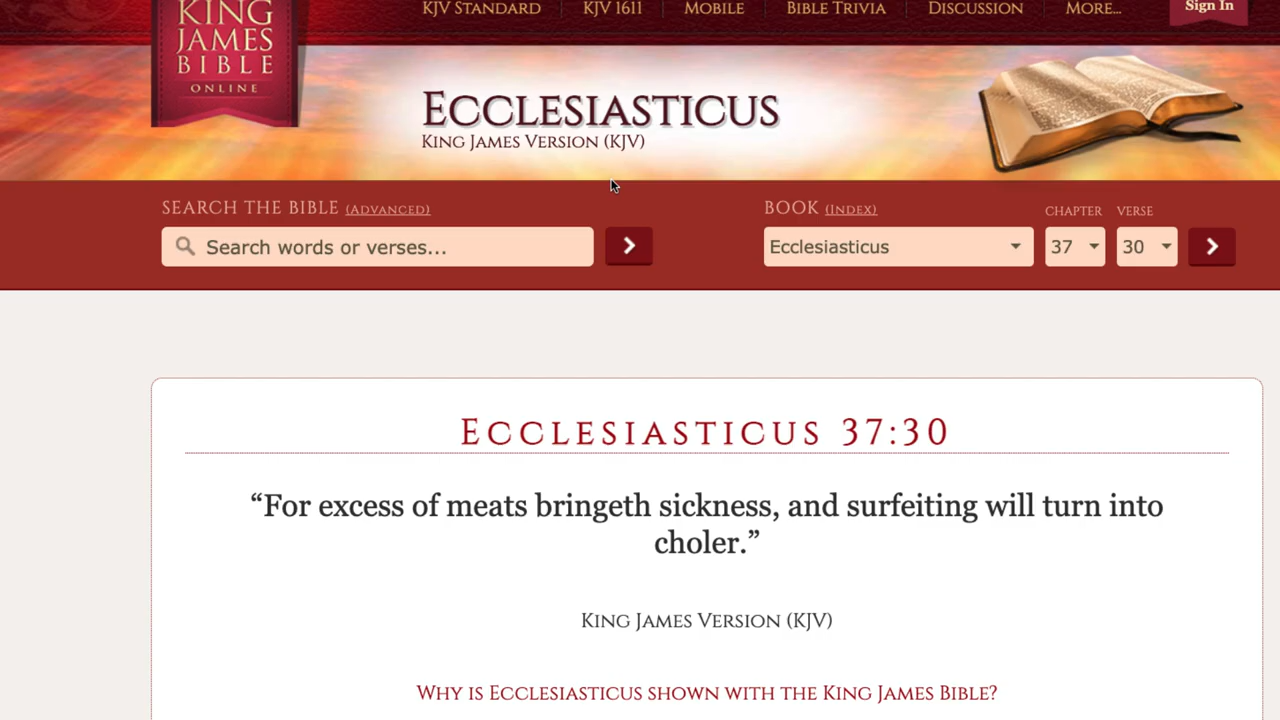 KING
JAMES
BIBLE
ONLINE
KJV STANDARD KJV 1611 MOBILE BIBLE TRIVIA DISCUSSION MORE... Sign In
ECCLESIASTICUS
KING JAMES VERSION (KJV)
SEARCH THE BIBLE (ADVANCED)
Search words or verses...
BOOK (INDEX) CHAPTER VERSE
Ecclesiasticus 37 30
ECCLESIASTICUS 37:30
“For excess of meats bringeth sickness, and surfeiting will turn into
choler.”
KING JAMES VERSION (KJV)
WHY IS ECCLESIASTICUS SHOWN WITH THE KING JAMES BIBLE?